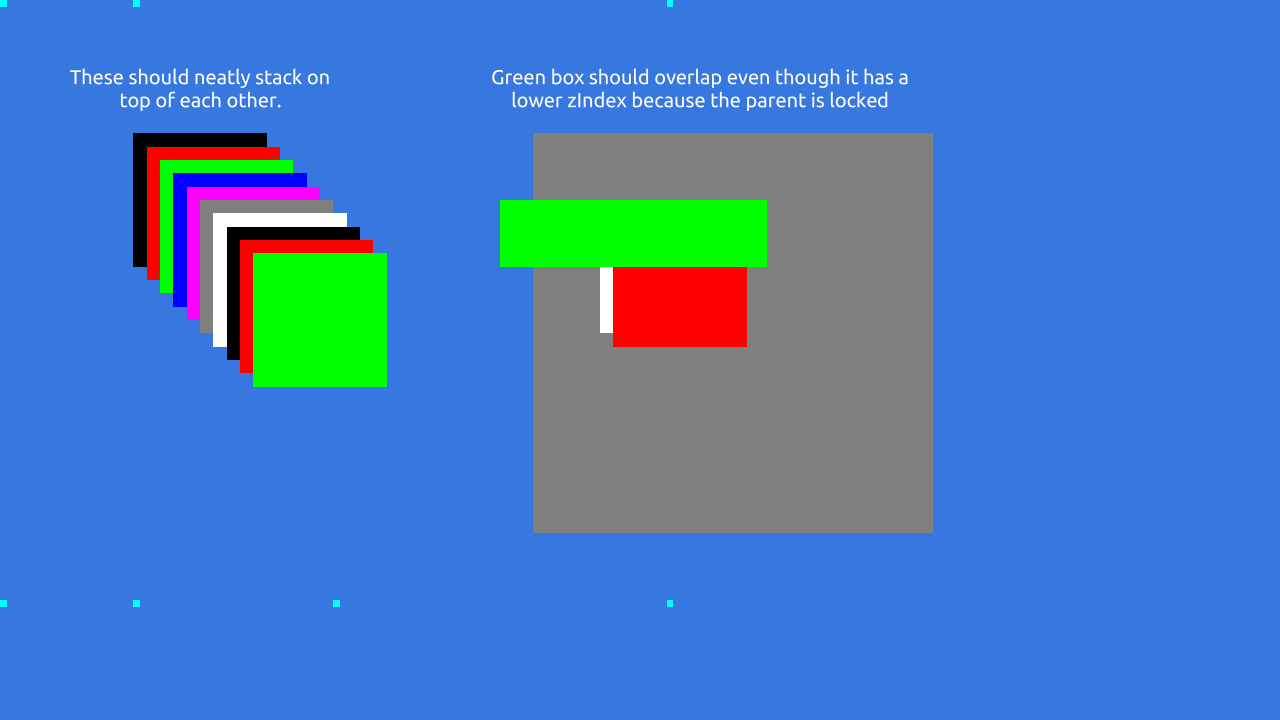 These should neatly stack on
top of each other.
Green box should overlap even though it has a
lower zIndex because the parent is locked